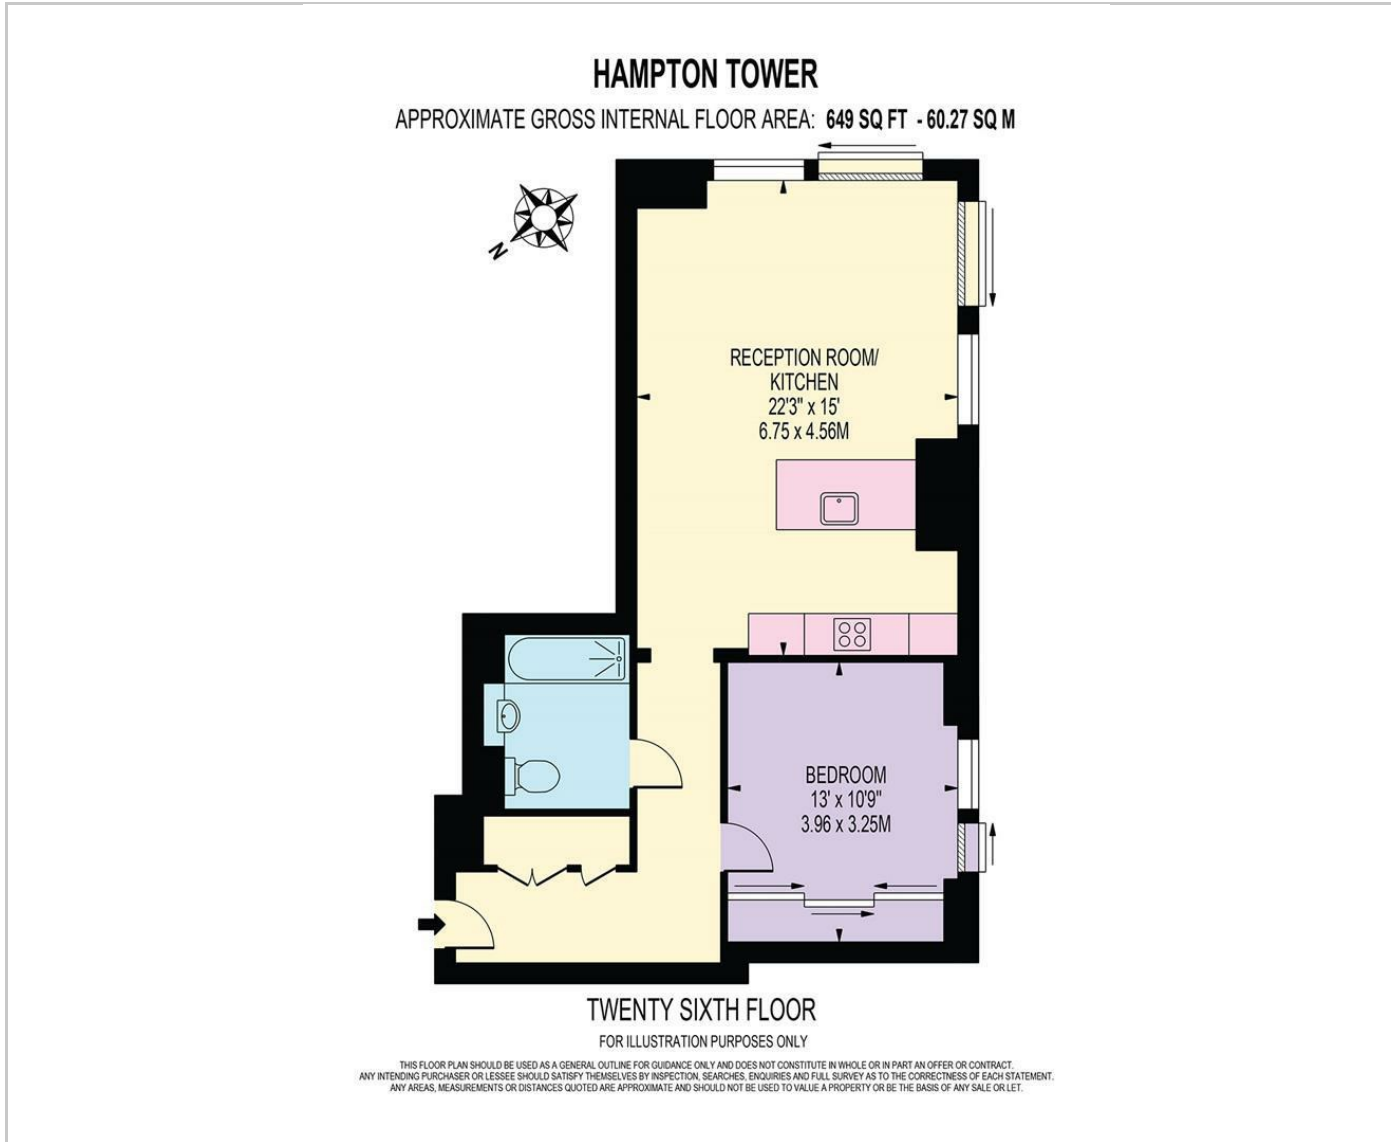 HAMPTON TOWER
APPROXIMATE GROSS INTERNAL FLOOR AREA: 649 SQ FT - 60.27 SQ M
N
RECEPTION ROOM/
KITCHEN
22'3" x 15'
6.75 x 4.56M
BEDROOM
13' x 10'9"
3.96 x 3.25M
TWENTY SIXTH FLOOR
FOR ILLUSTRATION PURPOSES ONLY
THIS FLOOR PLAN SHOULD BE USED AS A GENERAL OUTLINE FOR GUIDANCE ONLY AND DOES NOT CONSTITUTE IN WHOLE OR IN PART AN OFFER OR CONTRACT.
ANY INTENDING PURCHASER OR LESSEE SHOULD SATISFY THEMSELVES BY INSPECTION, SEARCHES, ENQUIRIES AND FULL SURVEY AS TO THE CORRECTNESS OF EACH STATEMENT.
ANY AREAS, MEASUREMENTS OR DISTANCES QUOTED ARE APPROXIMATE AND SHOULD NOT BE USED TO VALUE A PROPERTY OR BE THE BASIS OF ANY SALE OR LET.